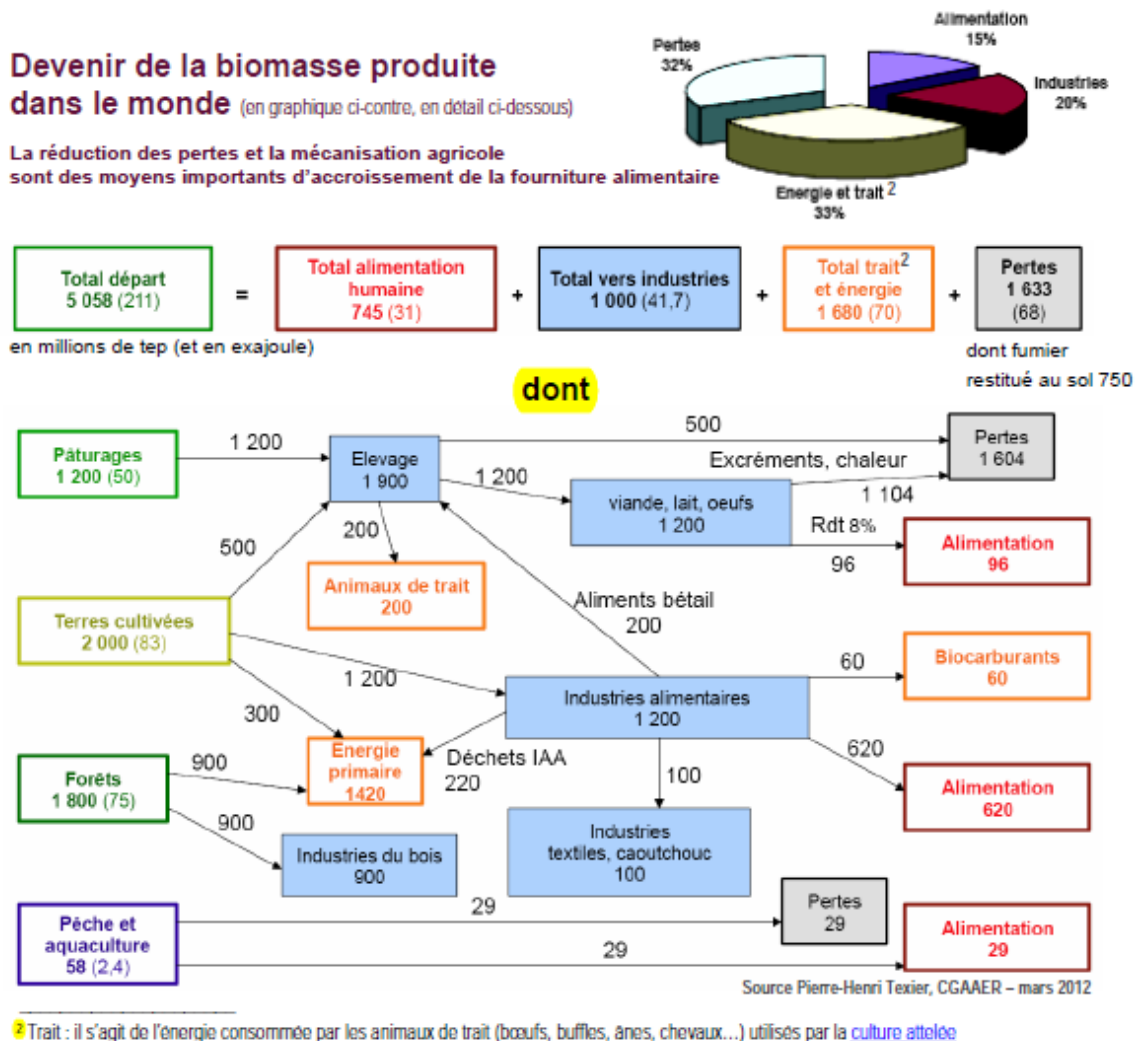 Devenir de la biomasse produite
dans le monde (en graphique ci-contre, en détail ci-dessous)
La réduction des pertes et la mécanisation agricole
sont des moyens importants d'accroissement de la fourniture alimentaire
Pertes
32%
Alimentation
15%
Industries
20%
Energie et trait 2
33%
Total départ
5 058 (211)
=
Total alimentation
humaine
745 (31)
+
Total vers industries
1 000 (41,7)
+
Total trait2
et énergie
1 680 (70)
+
Pertes
1 633
(68)
en millions de tep (et en exajoule)
dont fumier
restitué au sol 750
dont
Pâturages
1 200 (50)
1 200
Elevage
1 900
500
Pertes
1 604
1 200
Excréments, chaleur
1 104
viande, lait, oeufs
1 200
Rdt 8%
96
Alimentation
96
500
200
Animaux de trait
200
Aliments bétail
200
Terres cultivées
2 000 (83)
1 200
300
Industries alimentaires
1 200
60
Biocarburants
60
620
Alimentation
620
Energie
primaire
1420
Déchets IAA
220
100
Industries
textiles, caoutchouc
100
Forêts
1 800 (75)
900
900
Industries du bois
900
Pêche et
aquaculture
58 (2,4)
29
Pertes
29
29
Alimentation
29
Source Pierre-Henri Texier, CGAAER – mars 2012
2 Trait : il s'agit de l'énergie consommée par les animaux de trait (bœufs, buffles, ânes, chevaux…) utilisés par la culture attelée